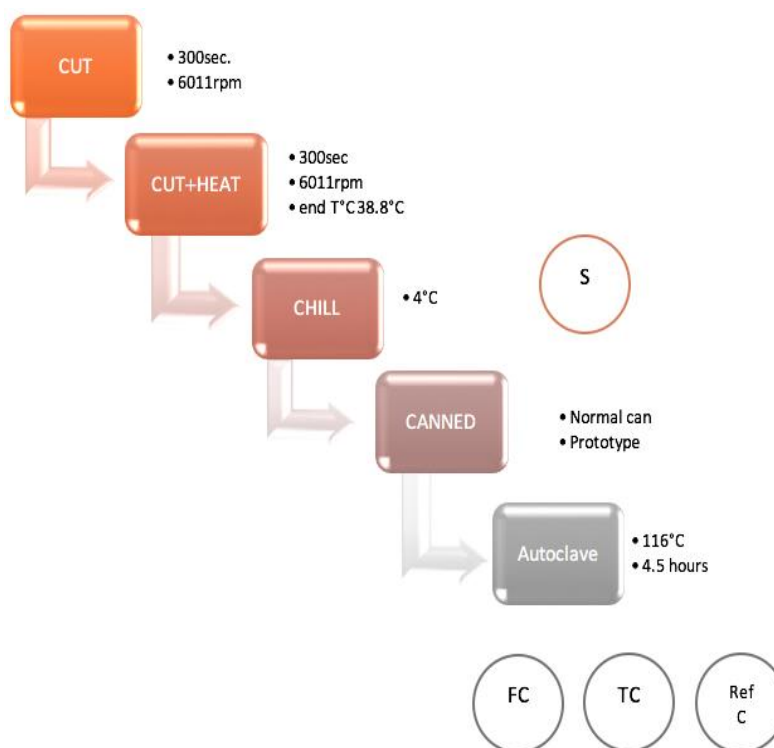 CUT
• 300sec.
• 6011rpm
CUT+HEAT
• 300sec
• 6011rpm
• end T°C 38.8°C
CHILL
• 4°C
S
CANNED
• Normal can
• Prototype
Autoclave
• 116°C
• 4.5 hours
FC
TC
Ref
C